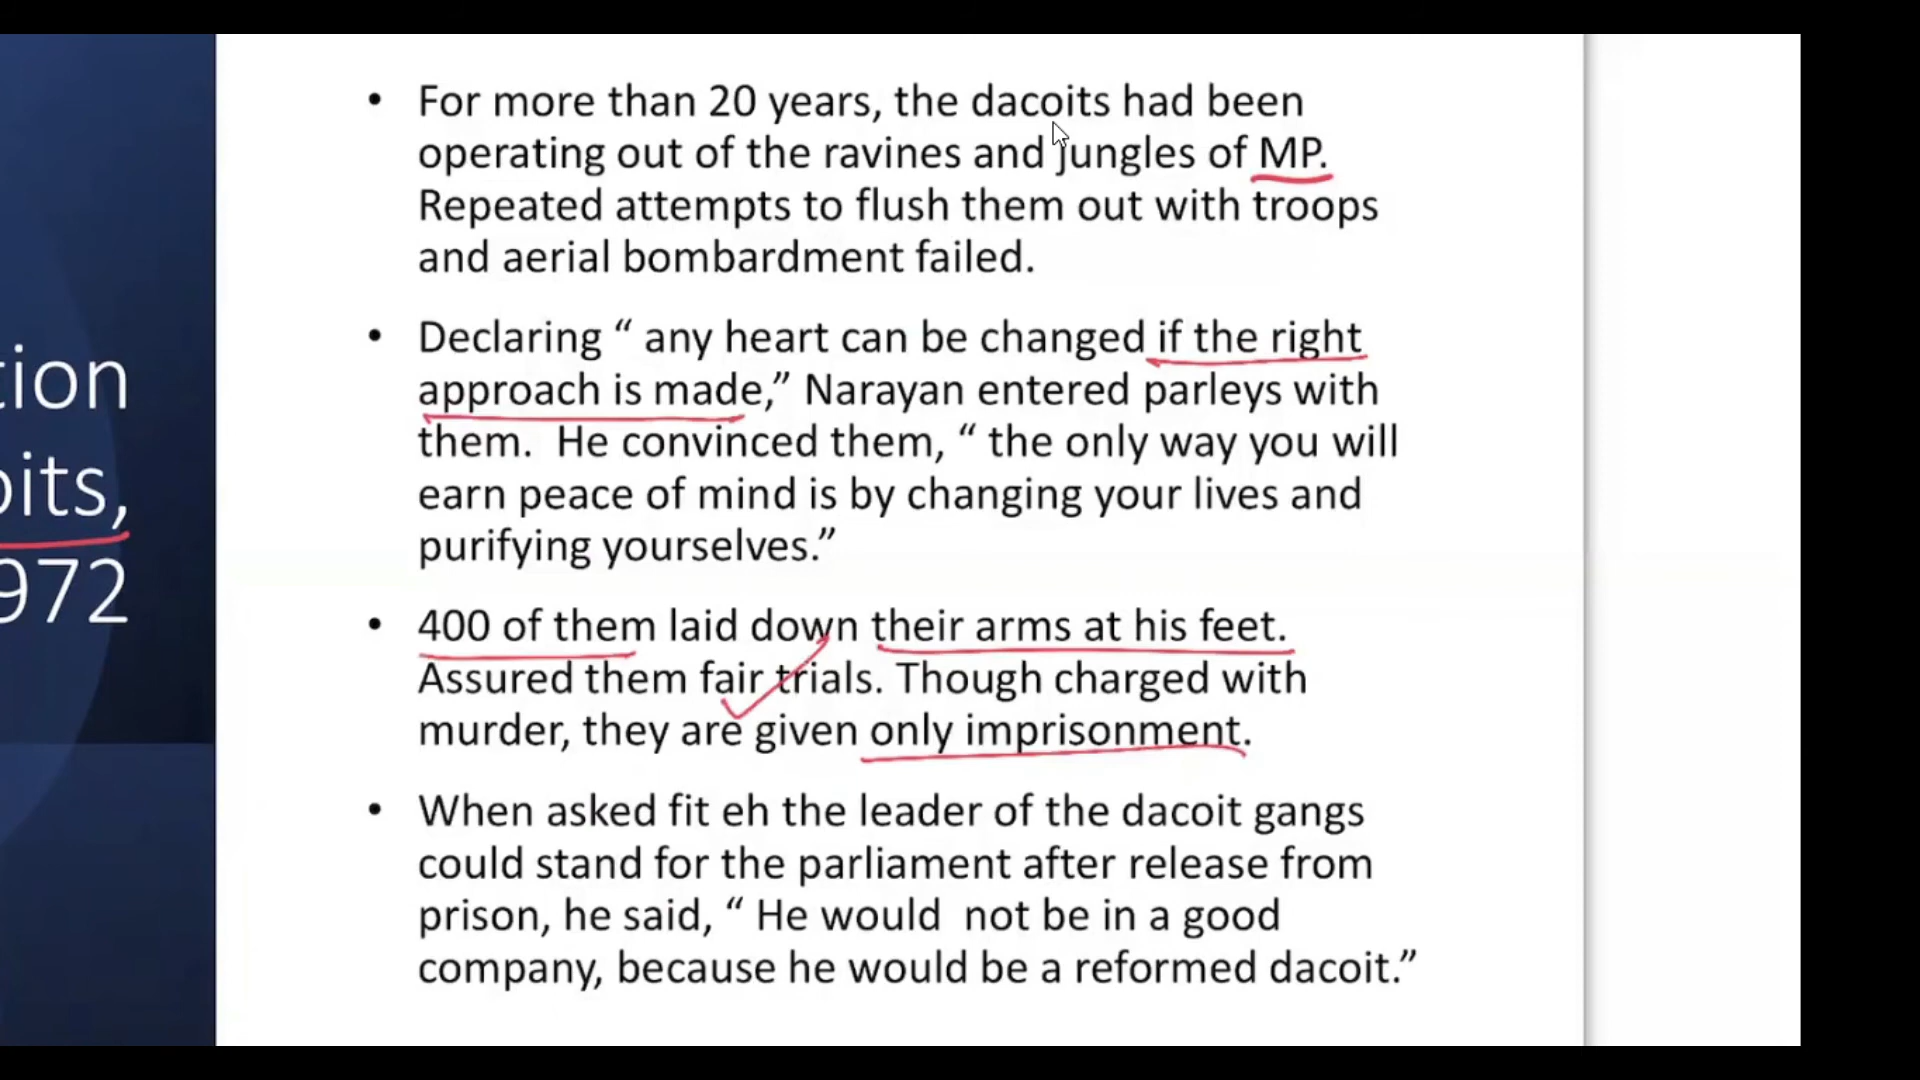 tion
oits,
972
• For more than 20 years, the dacoits had been
operating out of the ravines and jungles of MP.
Repeated attempts to flush them out with troops
and aerial bombardment failed.
• Declaring “ any heart can be changed if the right
approach is made,” Narayan entered parleys with
them.  He convinced them, “ the only way you will
earn peace of mind is by changing your lives and
purifying yourselves.”
• 400 of them laid down their arms at his feet.
Assured them fair trials. Though charged with
murder, they are given only imprisonment.
• When asked fit eh the leader of the dacoit gangs
could stand for the parliament after release from
prison, he said, “ He would  not be in a good
company, because he would be a reformed dacoit.”